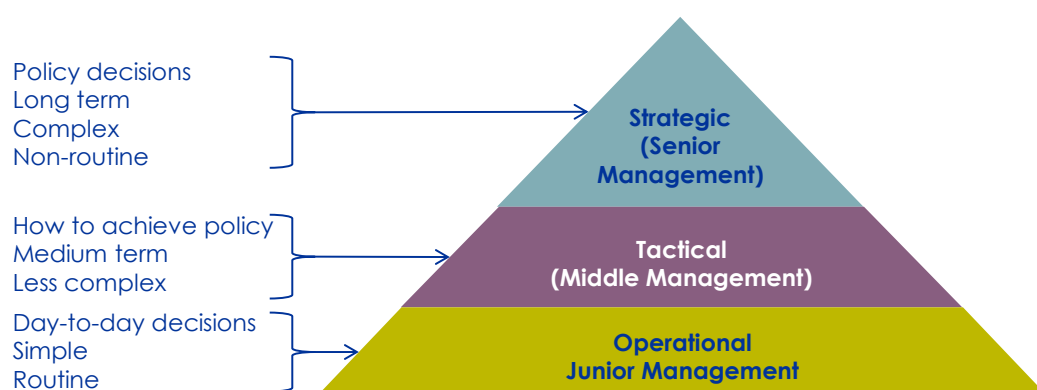 Policy decisions
Long term
Complex
Non-routine
Strategic
(Senior
Management)
How to achieve policy
Medium term
Less complex
Tactical
(Middle Management)
Day-to-day decisions
Simple
Routine
Operational
Junior Management